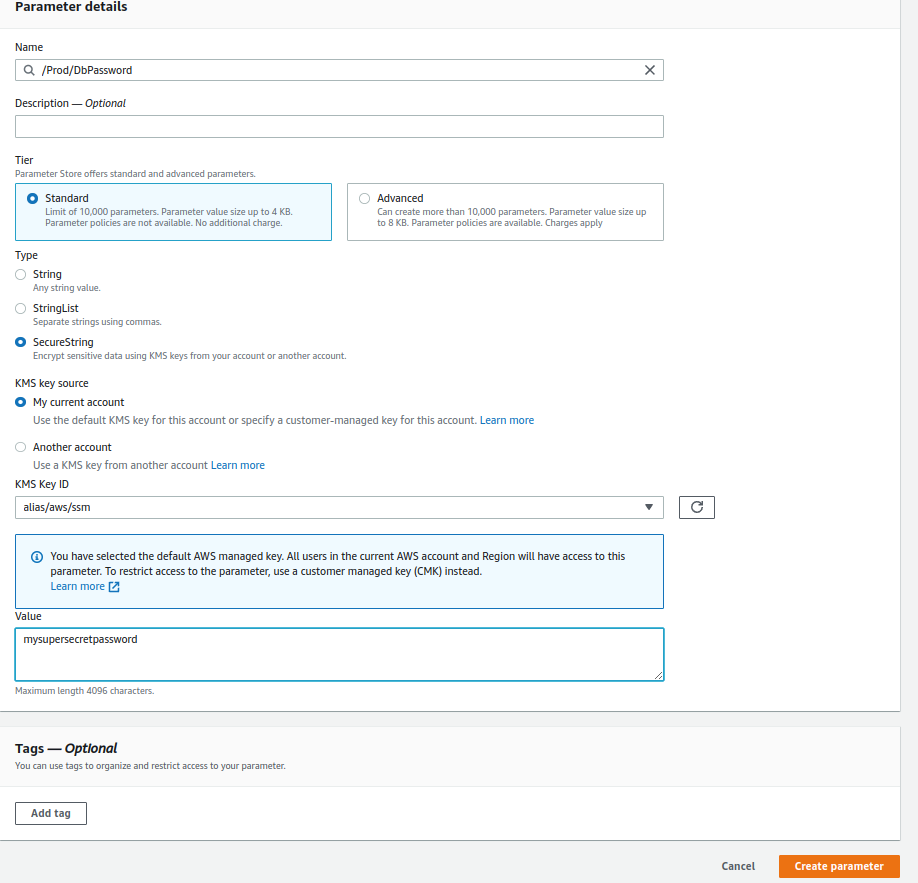 Parameter details
Name
/Prod/DbPassword
Description — Optional
Tier
Parameter Store offers standard and advanced parameters.
Standard
Limit of 10,000 parameters. Parameter value size up to 4 KB.
Parameter policies are not available. No additional charge.
Advanced
Can create more than 10,000 parameters. Parameter value size up
to 8 KB. Parameter policies are available. Charges apply
Type
String
Any string value.
StringList
Separate strings using commas.
SecureString
Encrypt sensitive data using KMS keys from your account or another account.
KMS key source
My current account
Use the default KMS key for this account or specify a customer-managed key for this account. Learn more
Another account
Use a KMS key from another account Learn more
KMS Key ID
alias/aws/ssm
You have selected the default AWS managed key. All users in the current AWS account and Region will have access to this
parameter. To restrict access to the parameter, use a customer managed key (CMK) instead.
Learn more
Value
mysupersecretpassword
Maximum length 4096 characters.
Tags — Optional
You can use tags to organize and restrict access to your parameter.
Add tag
Cancel
Create parameter